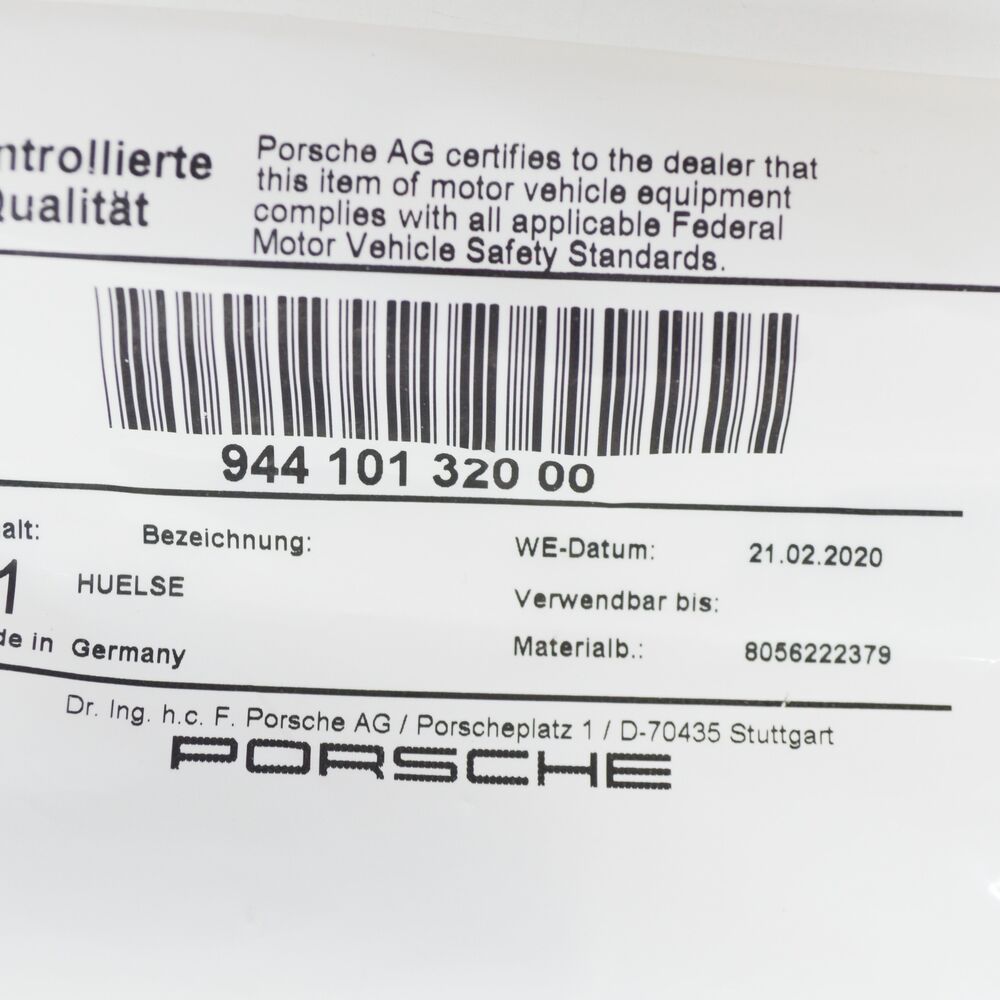 ntrollierte
Qualität
Porsche AG certifies to the dealer that
this item of motor vehicle equipment
complies with all applicable Federal
Motor Vehicle Safety Standards.
944 101 320 00
alt:
Bezeichnung:
WE-Datum:
21.02.2020
1
HUELSE
Verwendbar bis:
de in Germany
Materialb.:
8056222379
Dr. Ing. h.c. F. Porsche AG / Porscheplatz 1 / D-70435 Stuttgart
PORSCHE